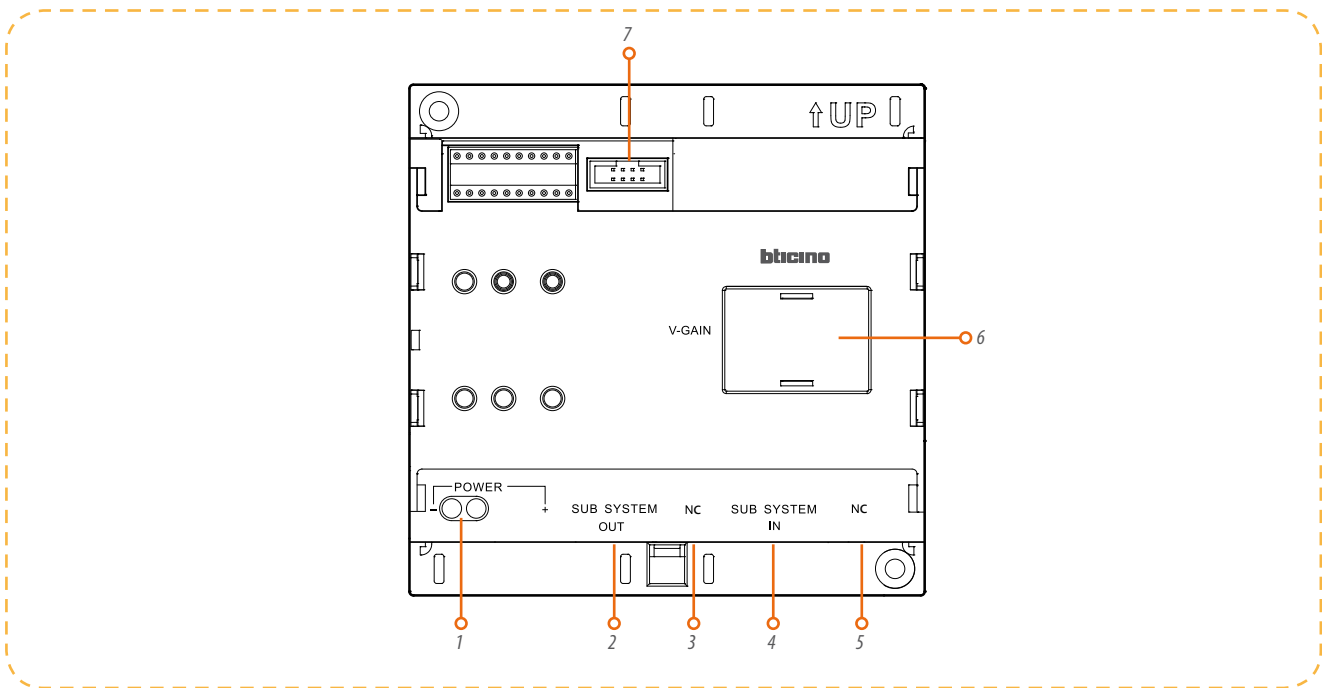 7
UP
bticino
V-GAIN
6
POWER
- +
SUB SYSTEM OUT
NC
SUB SYSTEM IN
NC
1 2 3 4 5